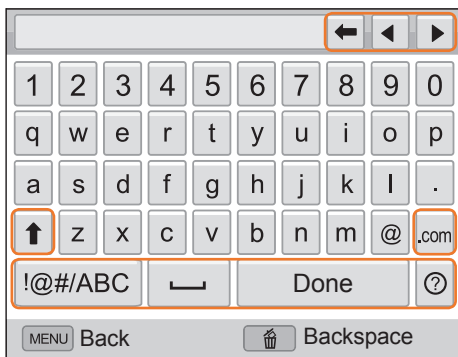 1 2 3 4 5 6 7 8 9 0
q w e r t y u i o p
a s d f g h j k l .
z x c v b n m @ .com
!@#/ABC Done ?
MENU Back Backspace